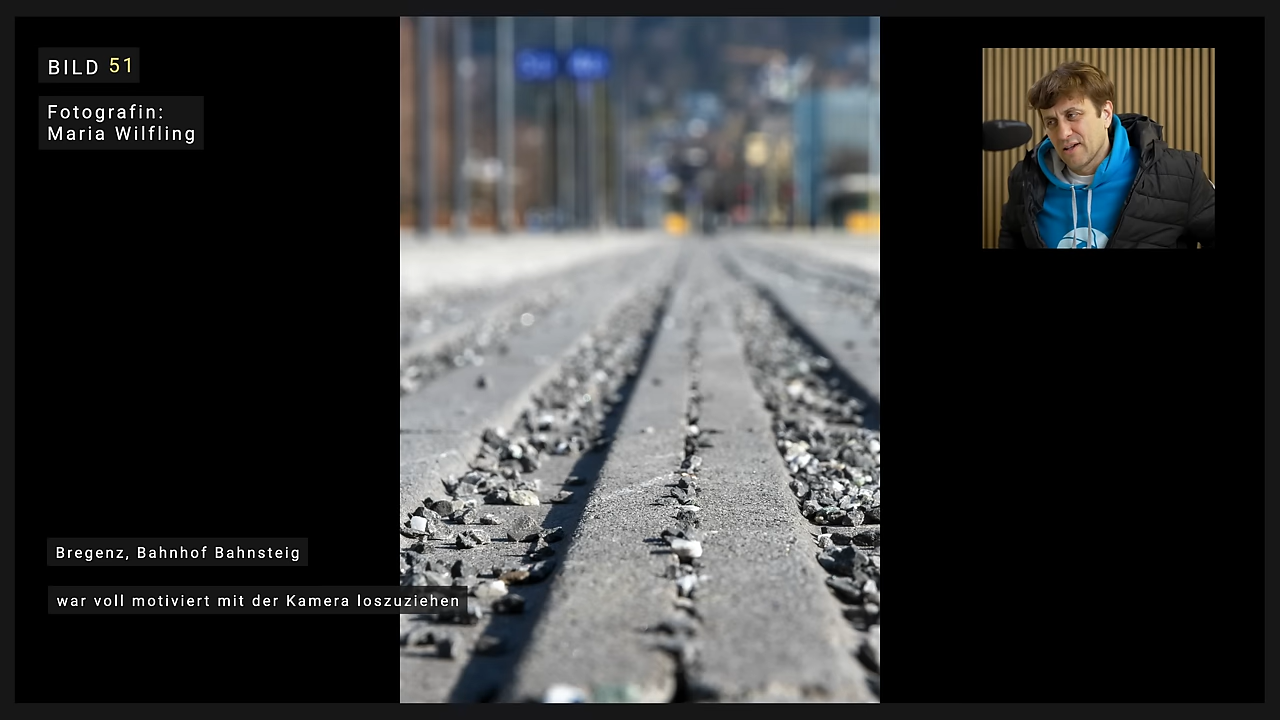 BILD 51
Fotografin:
Maria Wilfling
Bregenz, Bahnhof Bahnsteig
war voll motiviert mit der Kamera loszuziehen